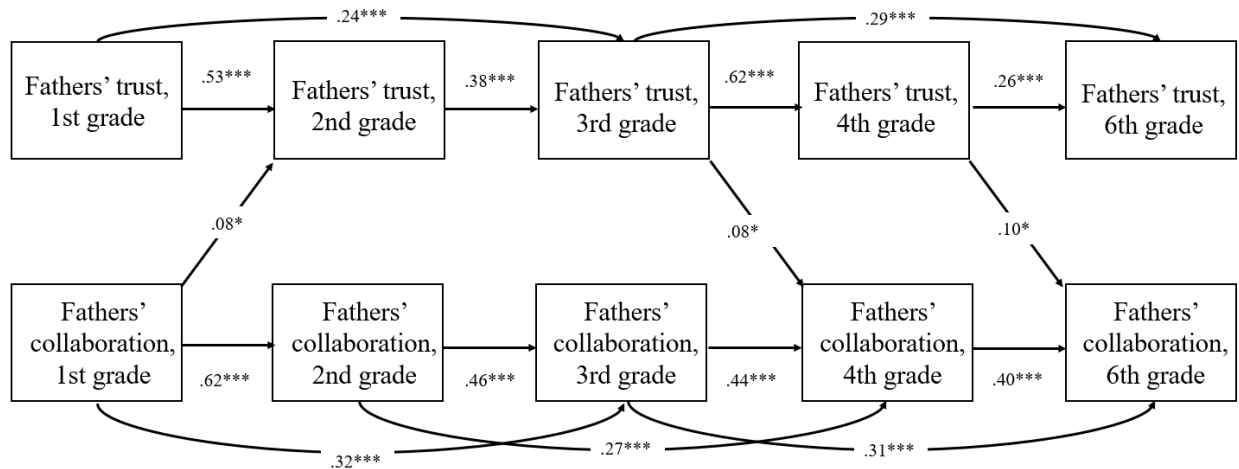 .24***
.29***
Fathers’ trust,
1st grade
.53***
Fathers’ trust,
2nd grade
.38***
Fathers’ trust,
3rd grade
.62***
Fathers’ trust,
4th grade
.26***
Fathers’ trust,
6th grade
.08*
.08*
.10*
Fathers’
collaboration,
1st grade
.62***
Fathers’
collaboration,
2nd grade
.46***
Fathers’
collaboration,
3rd grade
.44***
Fathers’
collaboration,
4th grade
.40***
Fathers’
collaboration,
6th grade
.32***
.27***
.31***